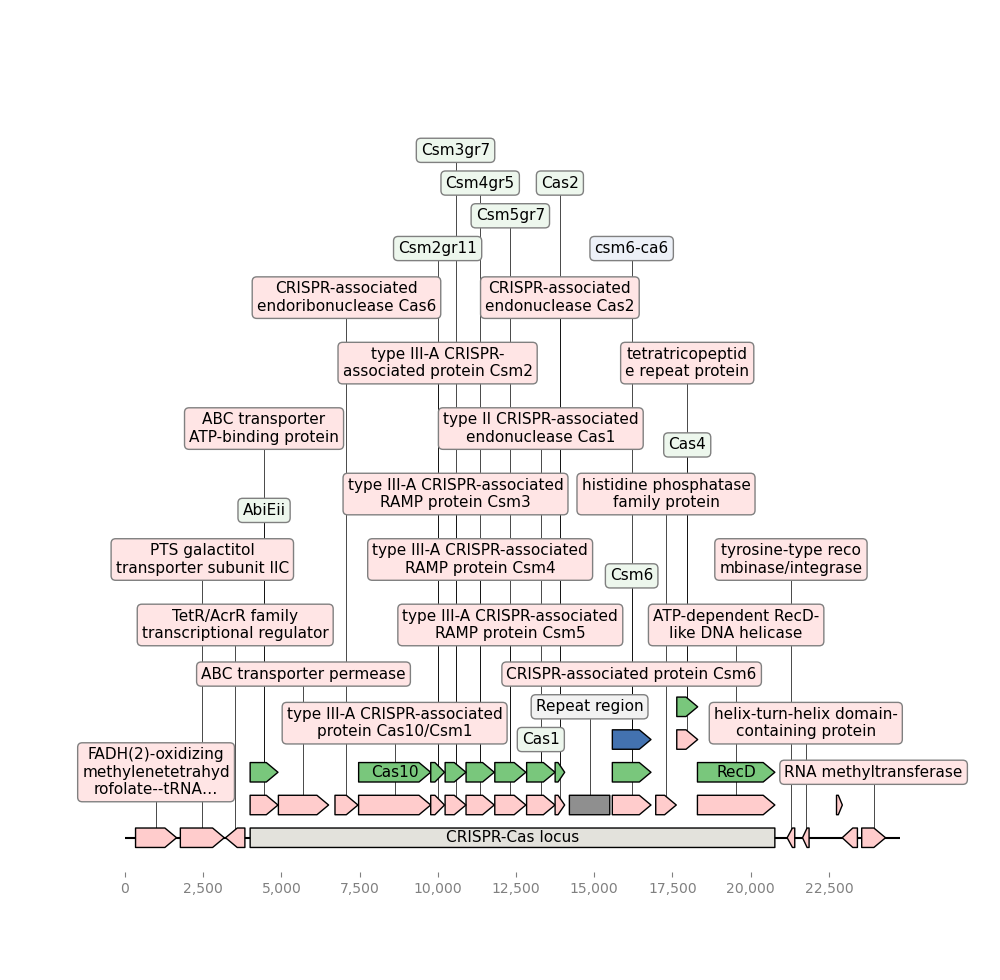 Csm3gr7
Csm4gr5
Cas2
Csm5gr7
Csm2gr11
csm6-ca6
CRISPR-associated
endoribonuclease Cas6
CRISPR-associated
endonuclease Cas2
type III-A CRISPR-
associated protein Csm2
tetratricopeptid
e repeat protein
ABC transporter
ATP-binding protein
type II CRISPR-associated
endonuclease Cas1
Cas4
type III-A CRISPR-associated
RAMP protein Csm3
histidine phosphatase
family protein
AbiEii
PTS galactitol
transporter subunit IIC
type III-A CRISPR-associated
RAMP protein Csm4
tyrosine-type reco
mbinase/integrase
Csm6
TetR/AcrR family
transcriptional regulator
type III-A CRISPR-associated
RAMP protein Csm5
ATP-dependent RecD-
like DNA helicase
ABC transporter permease
CRISPR-associated protein Csm6
Repeat region
type III-A CRISPR-associated
protein Cas10/Csm1
helix-turn-helix domain-
containing protein
Cas1
FADH(2)-oxidizing
methylenetetrahyd
rofolate--tRNA...
Cas10
RecD
RNA methyltransferase
CRISPR-Cas locus
0
2,500
5,000
7,500
10,000
12,500
15,000
17,500
20,000
22,500